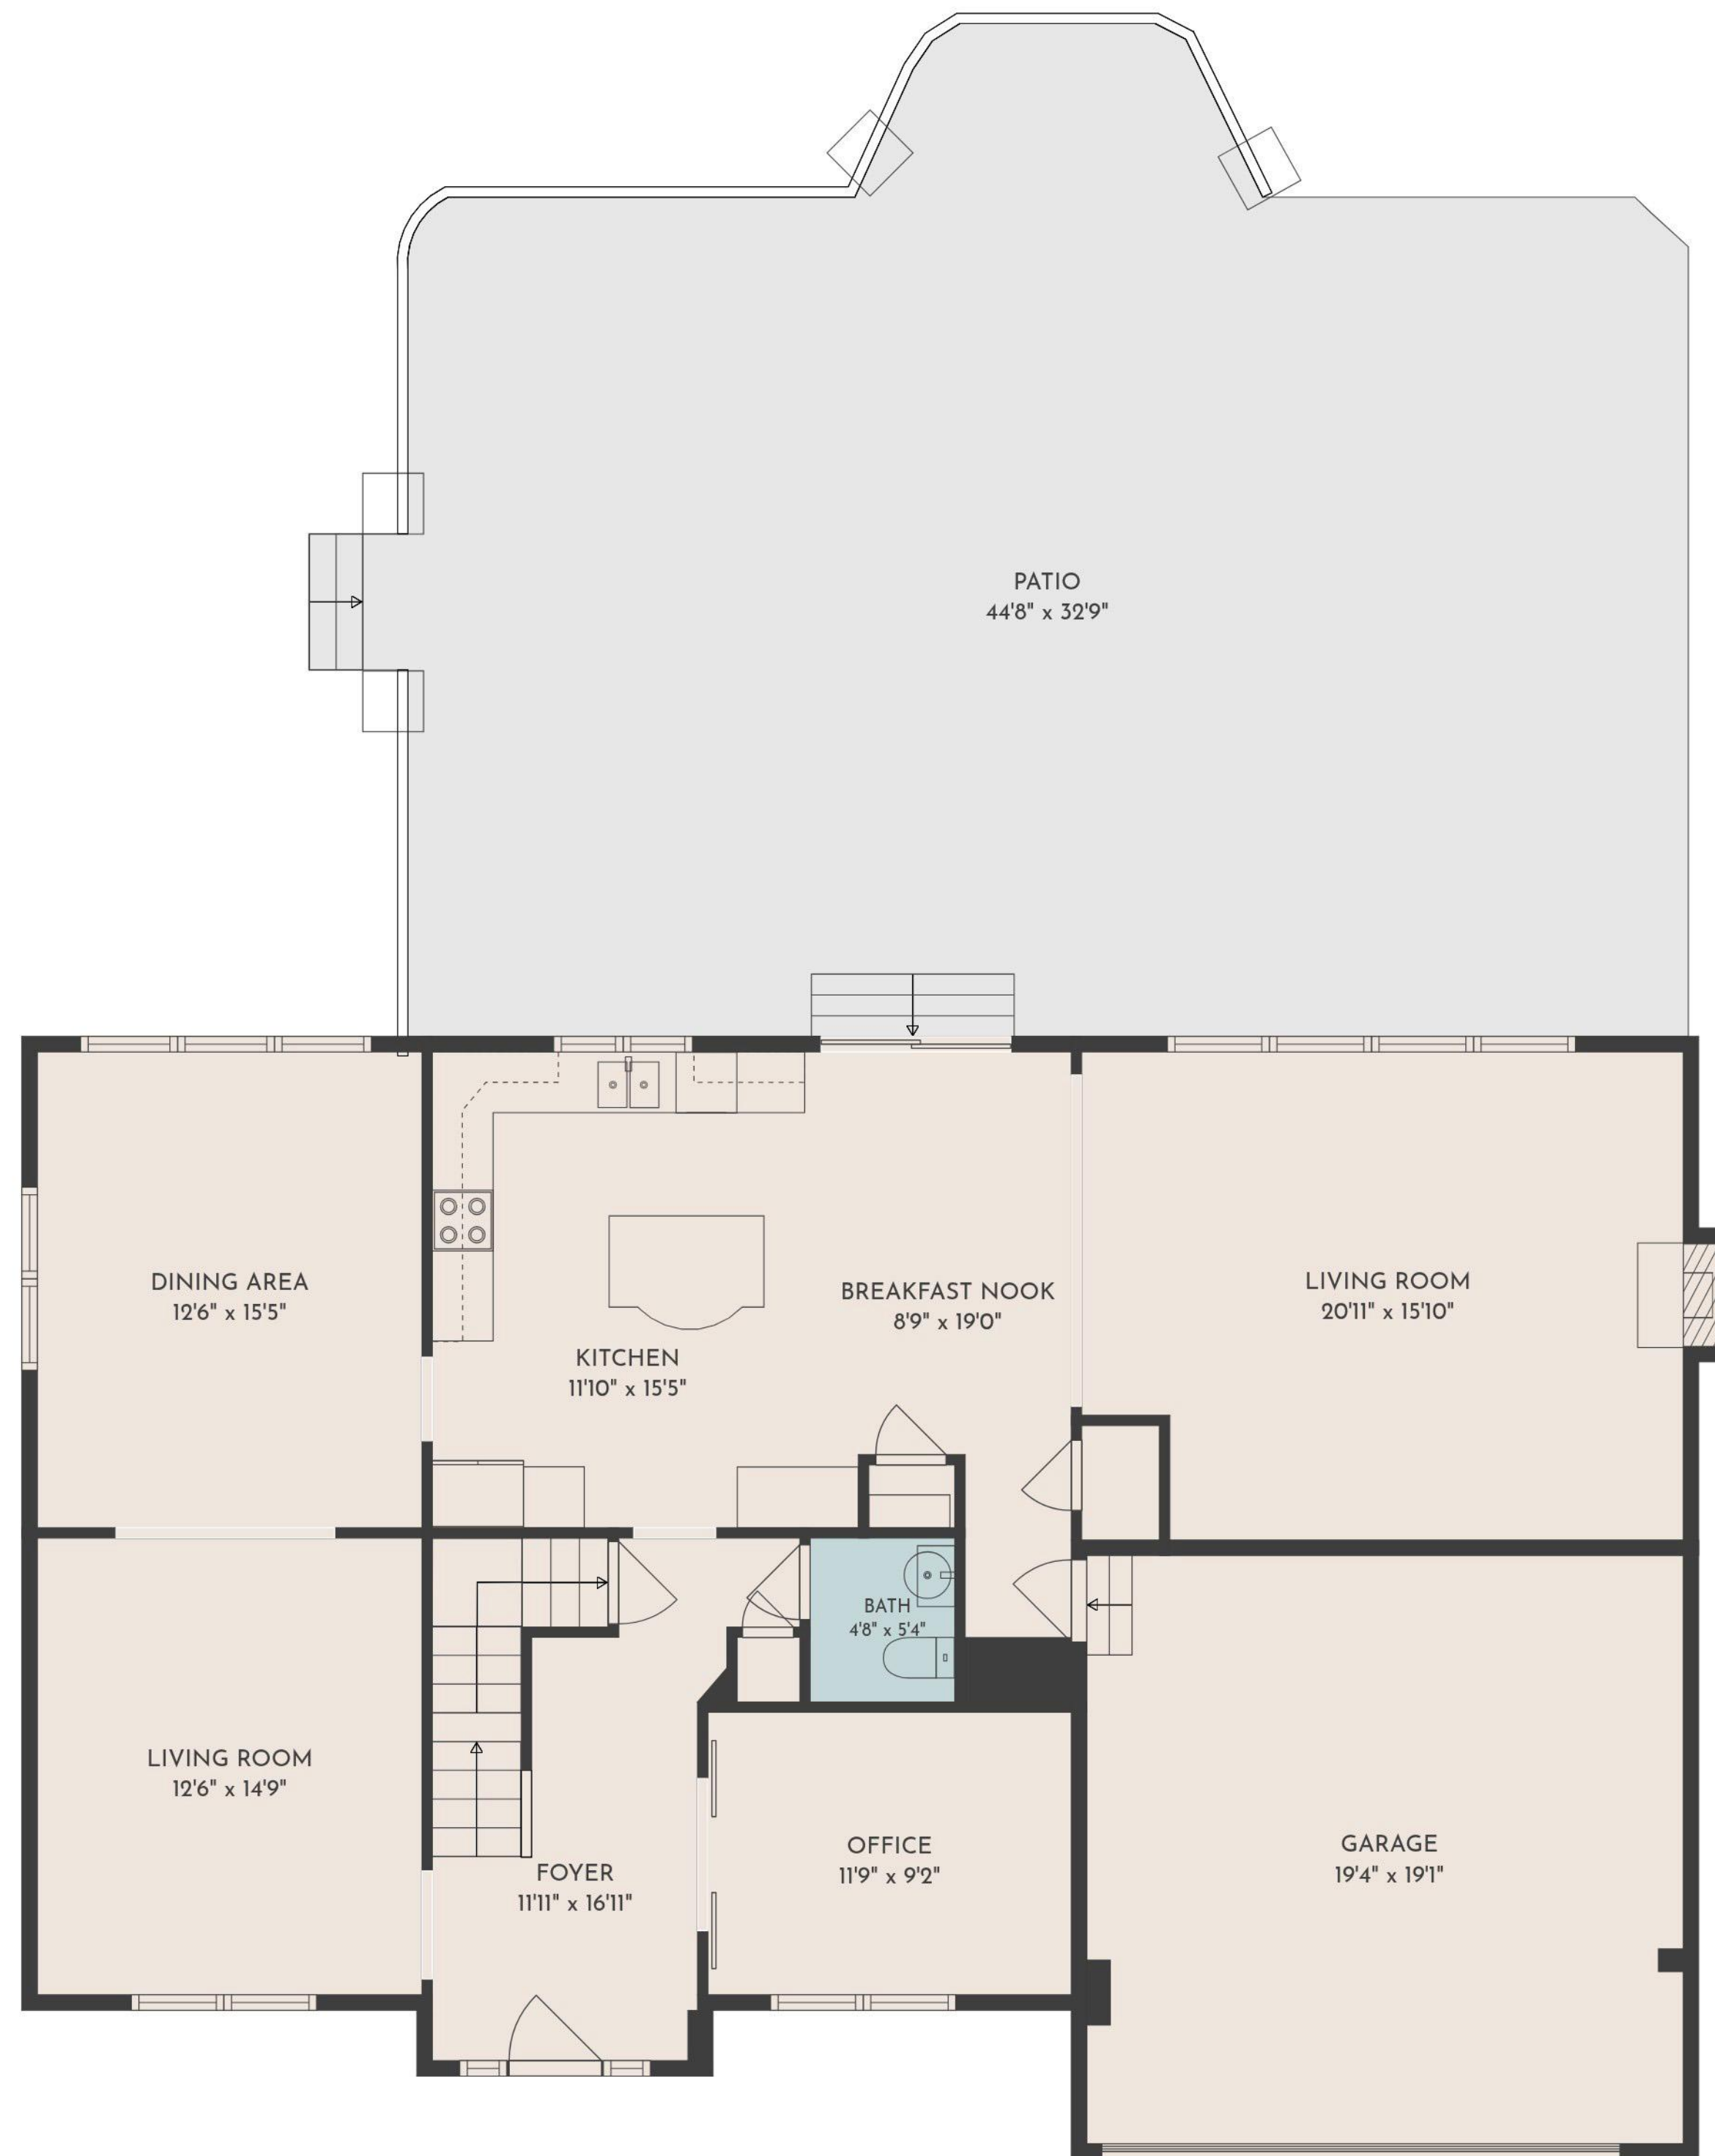 PATIO
44'8" x 32'9"
DINING AREA
12'6" x 15'5"
KITCHEN
11'10" x 15'5"
BREAKFAST NOOK
8'9" x 19'0"
LIVING ROOM
20'11" x 15'10"
BATH
4'8" x 5'4"
LIVING ROOM
12'6" x 14'9"
FOYER
11'11" x 16'11"
OFFICE
11'9" x 9'2"
GARAGE
19'4" x 19'1"